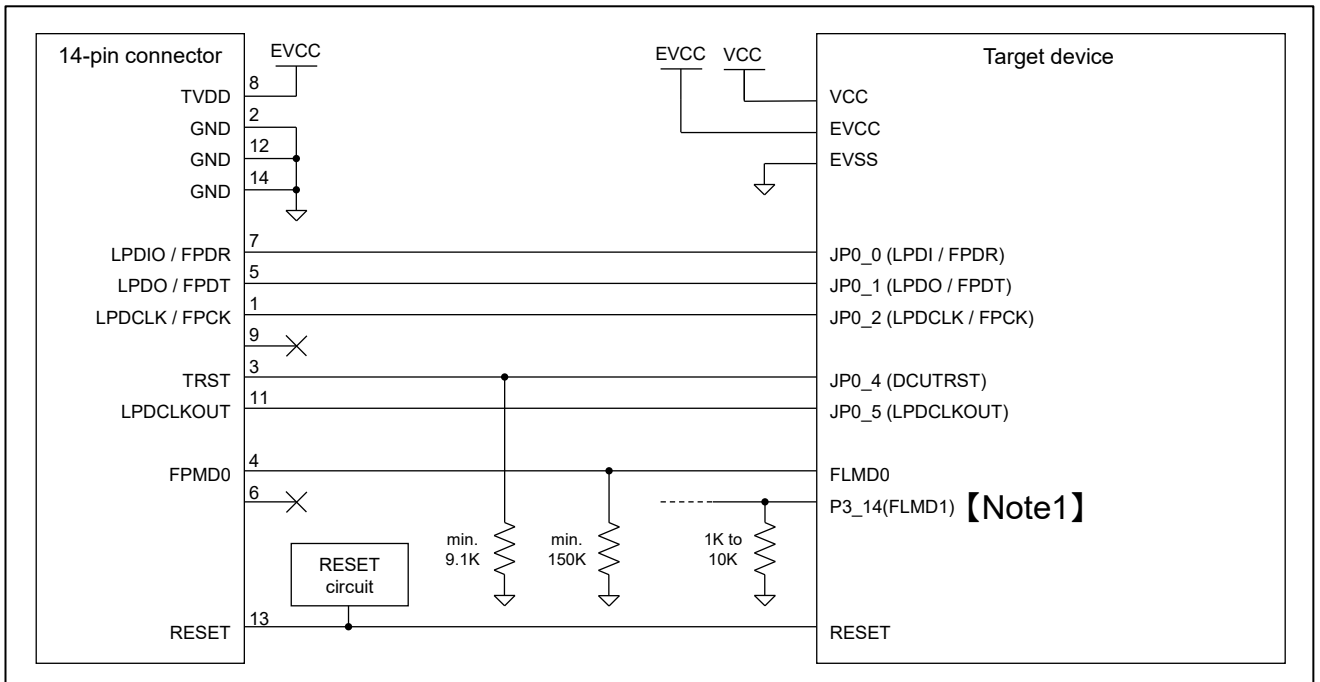 14-pin connector
EVCC
EVCC
VCC
Target device
8
TVDD
VCC
2
GND
EVCC
12
GND
EVSS
14
GND
7
LPDIO / FPDR
JP0_0 (LPDI / FPDR)
5
LPDO / FPDT
JP0_1 (LPDO / FPDT)
1
LPDCLK / FPCK
JP0_2 (LPDCLK / FPCK)
9
3
TRST
JP0_4 (DCUTRST)
11
LPDCLKOUT
JP0_5 (LPDCLKOUT)
4
FPMD0
FLMD0
6
P3_14(FLMD1)【Note1】
min.
9.1K
min.
150K
1K to
10K
RESET
circuit
13
RESET
RESET